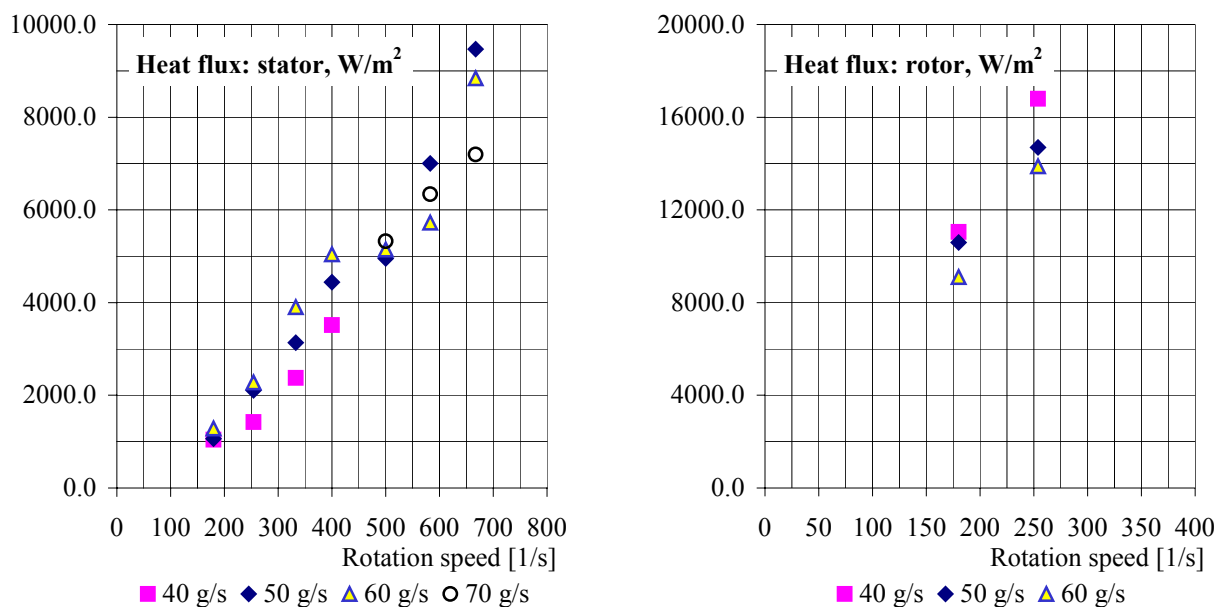 Heat flux: stator, W/m²
10000.0
8000.0
6000.0
4000.0
2000.0
0.0
0 100 200 300 400 500 600 700 800
Rotation speed [1/s]
40 g/s 50 g/s 60 g/s 70 g/s
Heat flux: rotor, W/m²
20000.0
16000.0
12000.0
8000.0
4000.0
0.0
0 50 100 150 200 250 300 350 400
Rotation speed [1/s]
40 g/s 50 g/s 60 g/s